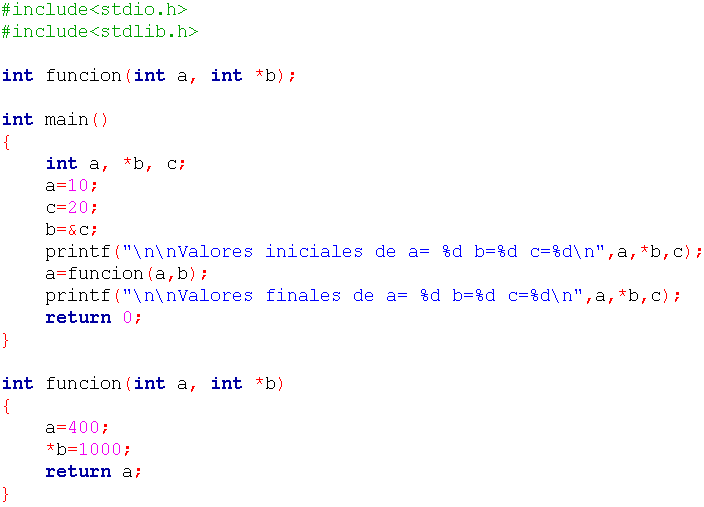 #include<stdio.h>
#include<stdlib.h>

int funcion(int a, int *b);

int main()
{
    int a, *b, c;
    a=10;
    c=20;
    b=&c;
    printf("\n\nValores iniciales de a= %d b=%d c=%d\n",a,*b,c);
    a=funcion(a,b);
    printf("\n\nValores finales de a= %d b=%d c=%d\n",a,*b,c);
    return 0;
}

int funcion(int a, int *b)
{
    a=400;
    *b=1000;
    return a;
}